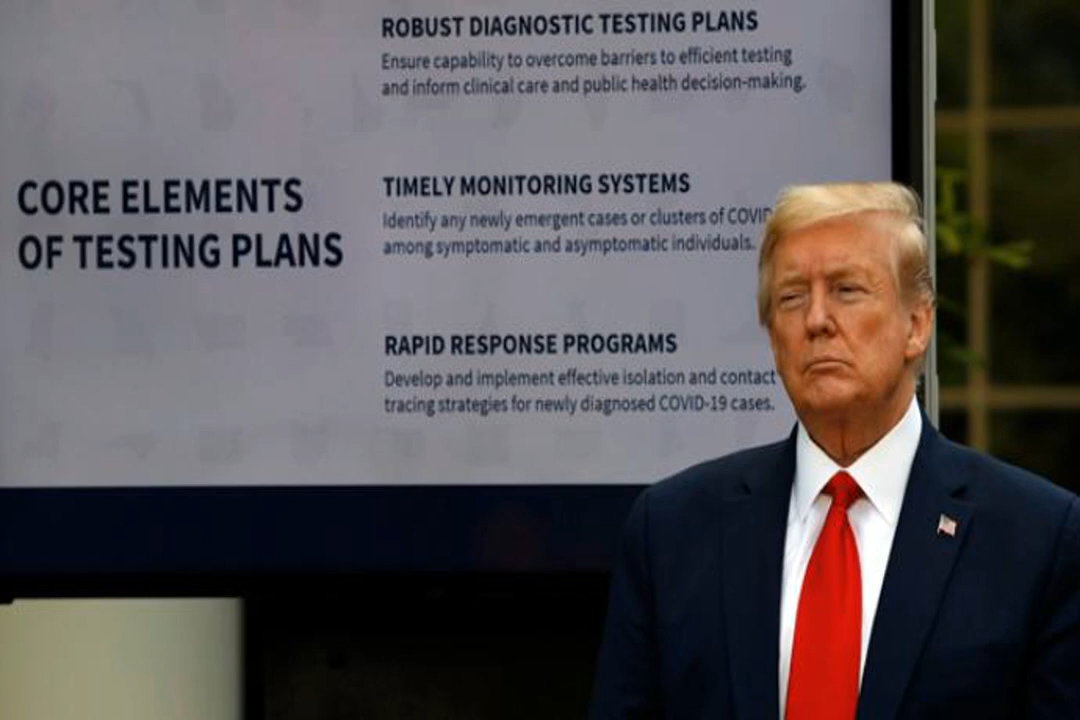 ROBUST DIAGNOSTIC TESTING PLANS
Ensure capability to overcome barriers to efficient testing
and inform clinical care and public health decision-making.
CORE ELEMENTS
OF TESTING PLANS
TIMELY MONITORING SYSTEMS
Identify any newly emergent cases or clusters of COVID
among symptomatic and asymptomatic individuals.
RAPID RESPONSE PROGRAMS
Develop and implement effective isolation and contact
tracing strategies for newly diagnosed COVID-19 cases.